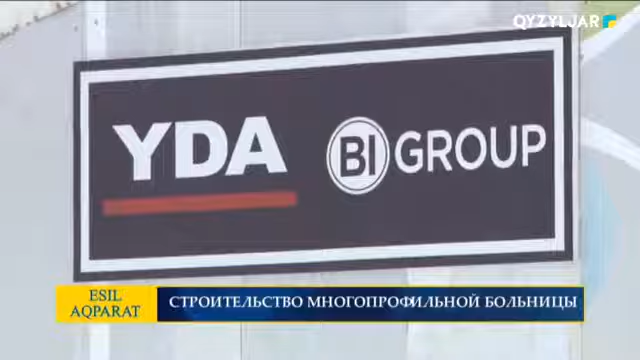 QYZYLJAR
YDA BI GROUP
ESIL
AQPARAT
СТРОИТЕЛЬСТВО МНОГОПРОФИЛЬНОЙ БОЛЬНИЦЫ